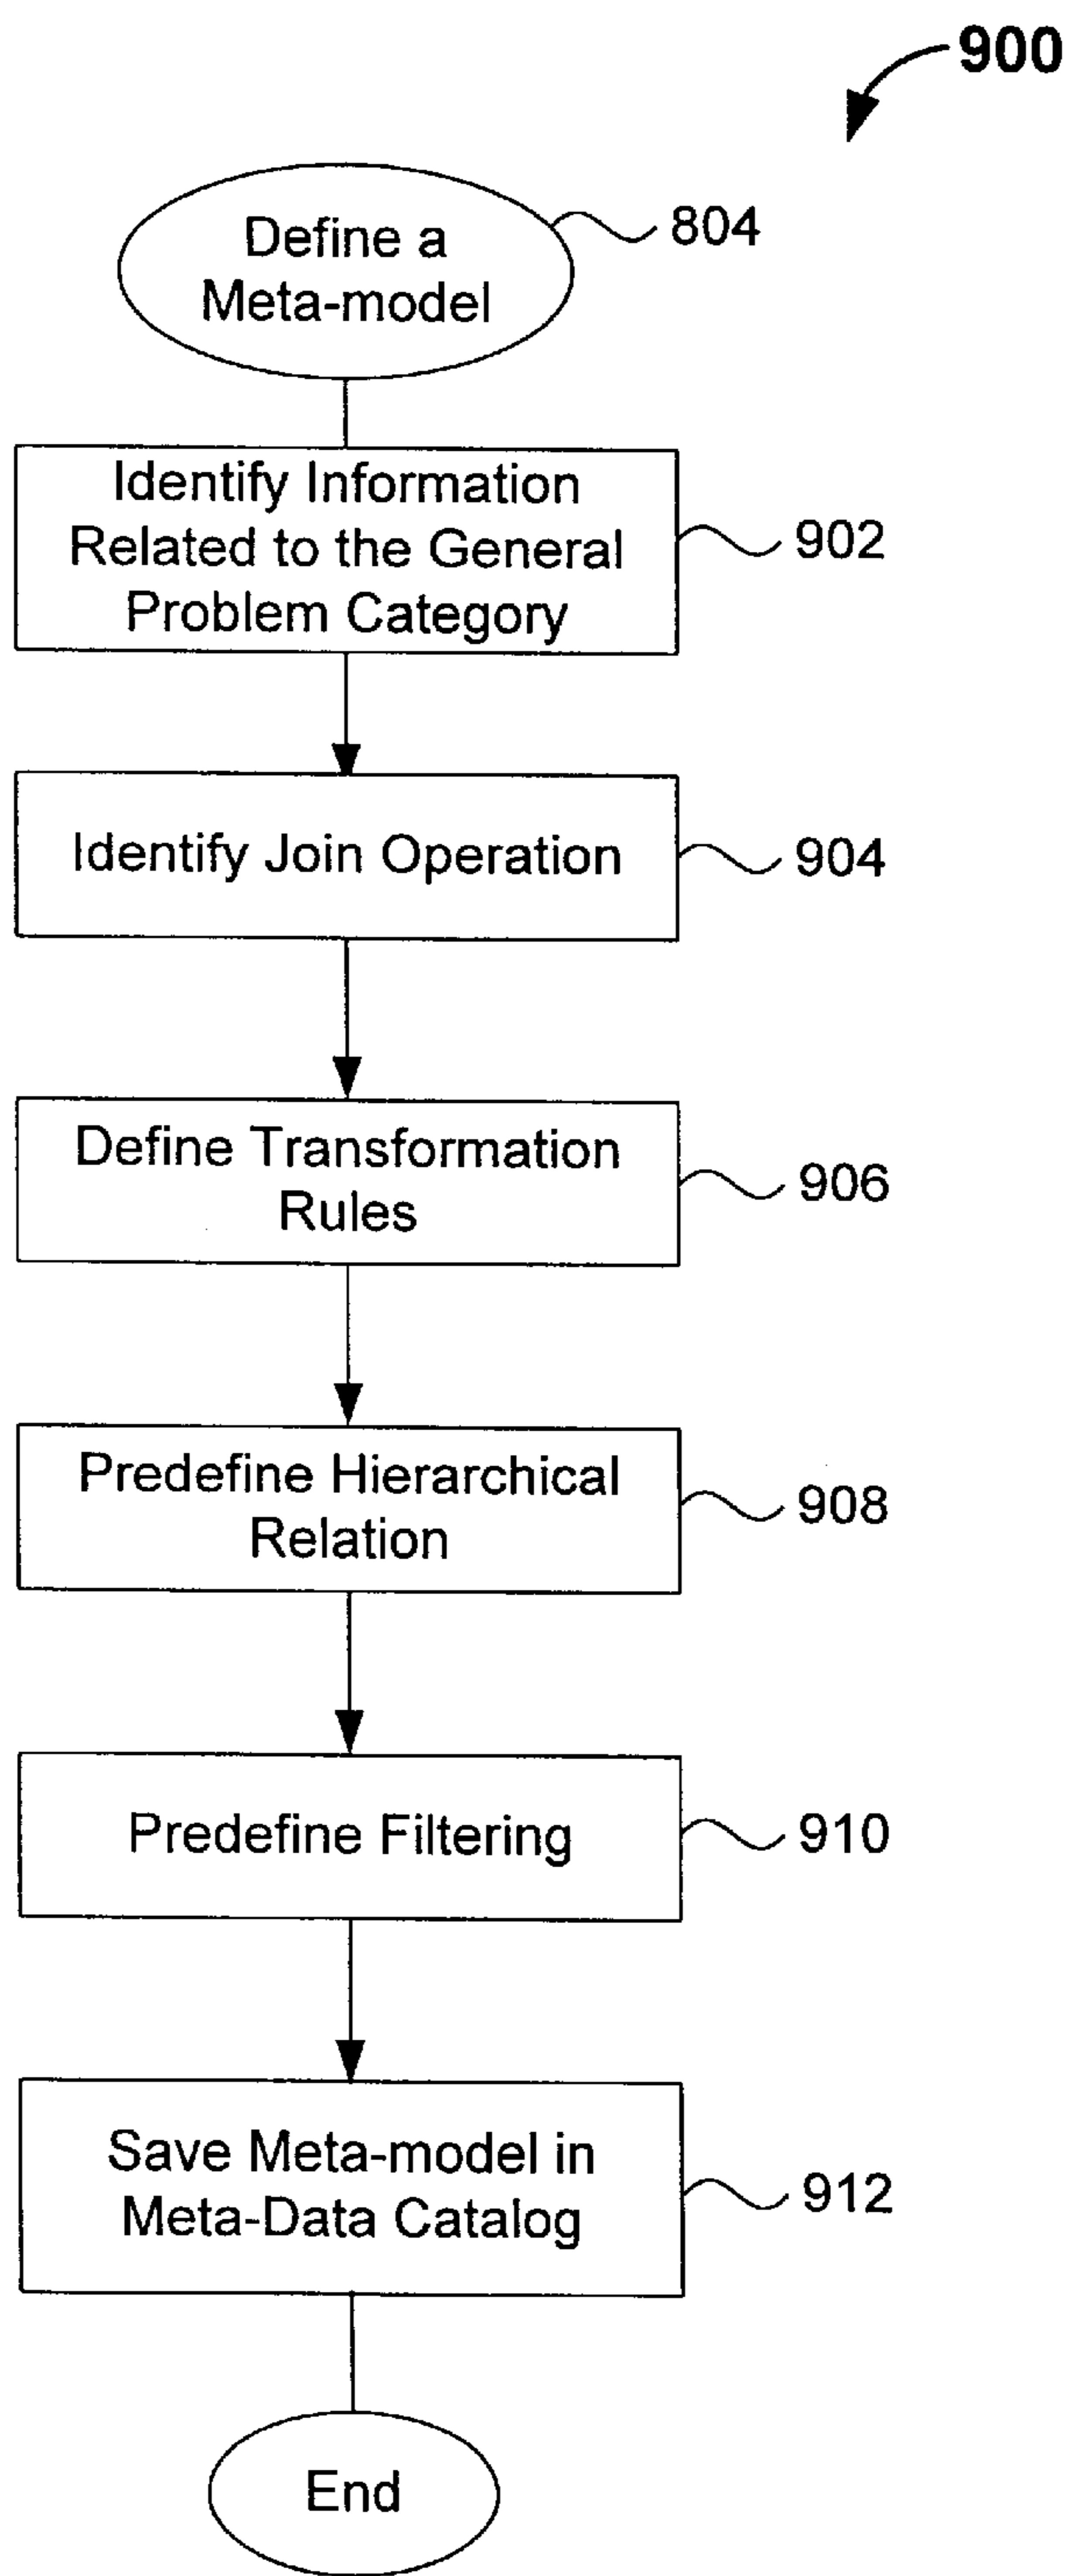 900
Define a
Meta-model
804
Identify Information
Related to the General
Problem Category
902
Identify Join Operation
904
Define Transformation
Rules
906
Predefine Hierarchical
Relation
908
Predefine Filtering
910
Save Meta-model in
Meta-Data Catalog
912
End